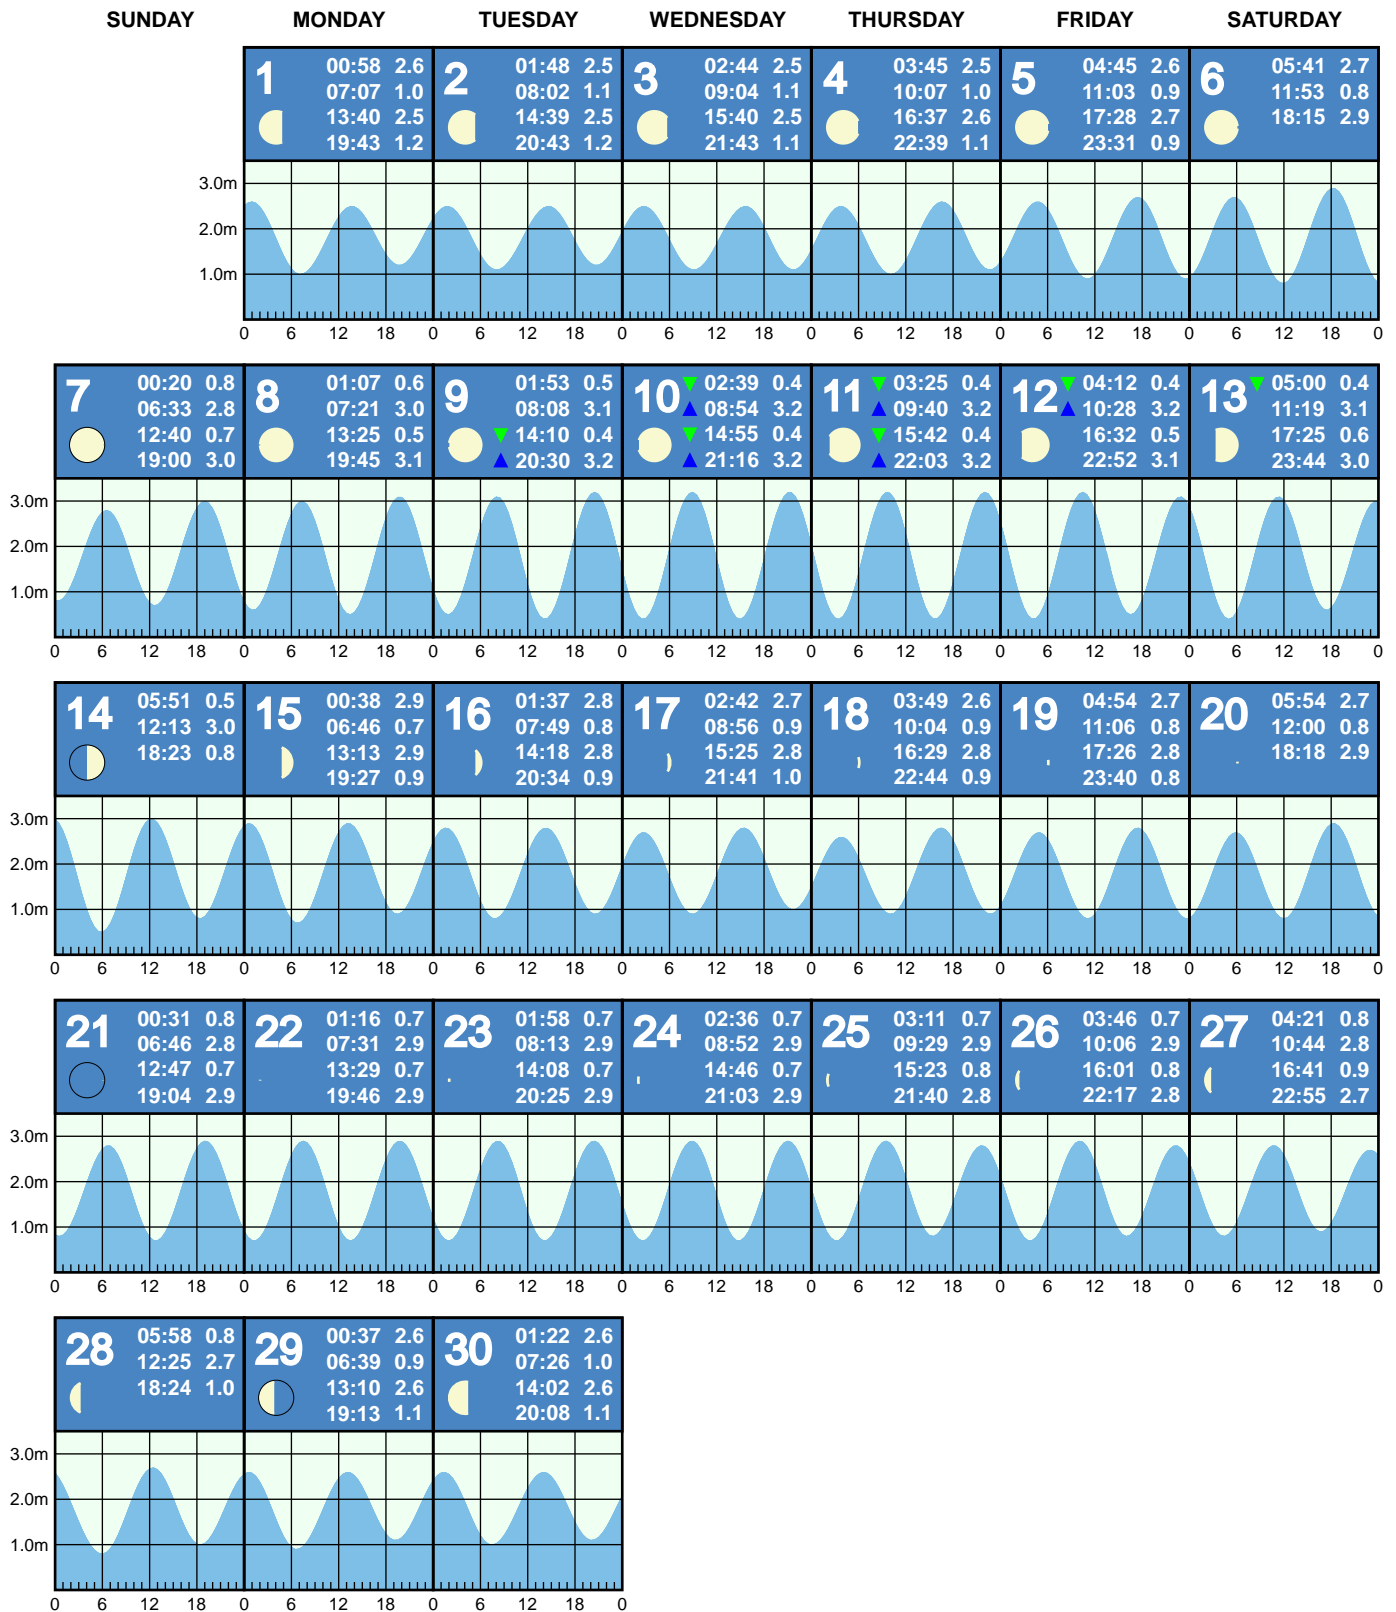 SUNDAY MONDAY TUESDAY WEDNESDAY THURSDAY FRIDAY SATURDAY
1 00:58 2.6
07:07 1.0
13:40 2.5
19:43 1.2
2 01:48 2.5
08:02 1.1
14:39 2.5
20:43 1.2
3 02:44 2.5
09:04 1.1
15:40 2.5
21:43 1.1
4 03:45 2.5
10:07 1.0
16:37 2.6
22:39 1.1
5 04:45 2.6
11:03 0.9
17:28 2.7
23:31 0.9
6 05:41 2.7
11:53 0.8
18:15 2.9
3.0m
2.0m
1.0m
0 6 12 18 0 6 12 18 0 6 12 18 0 6 12 18 0 6 12 18 0 6 12 18 0
7 00:20 0.8
06:33 2.8
12:40 0.7
19:00 3.0
8 01:07 0.6
07:21 3.0
13:25 0.5
19:45 3.1
9 01:53 0.5
08:08 3.1
14:10 0.4
20:30 3.2
10 02:39 0.4
08:54 3.2
14:55 0.4
21:16 3.2
11 03:25 0.4
09:40 3.2
15:42 0.4
22:03 3.2
12 04:12 0.4
10:28 3.2
16:32 0.5
22:52 3.1
13 05:00 0.4
11:19 3.1
17:25 0.6
23:44 3.0
3.0m
2.0m
1.0m
0 6 12 18 0 6 12 18 0 6 12 18 0 6 12 18 0 6 12 18 0 6 12 18 0 6 12 18 0
14 05:51 0.5
12:13 3.0
18:23 0.8
15 00:38 2.9
06:46 0.7
13:13 2.9
19:27 0.9
16 01:37 2.8
07:49 0.8
14:18 2.8
20:34 0.9
17 02:42 2.7
08:56 0.9
15:25 2.8
21:41 1.0
18 03:49 2.6
10:04 0.9
16:29 2.8
22:44 0.9
19 04:54 2.7
11:06 0.8
17:26 2.8
23:40 0.8
20 05:54 2.7
12:00 0.8
18:18 2.9
3.0m
2.0m
1.0m
0 6 12 18 0 6 12 18 0 6 12 18 0 6 12 18 0 6 12 18 0 6 12 18 0 6 12 18 0
21 00:31 0.8
06:46 2.8
12:47 0.7
19:04 2.9
22 01:16 0.7
07:31 2.9
13:29 0.7
19:46 2.9
23 01:58 0.7
08:13 2.9
14:08 0.7
20:25 2.9
24 02:36 0.7
08:52 2.9
14:46 0.7
21:03 2.9
25 03:11 0.7
09:29 2.9
15:23 0.8
21:40 2.8
26 03:46 0.7
10:06 2.9
16:01 0.8
22:17 2.8
27 04:21 0.8
10:44 2.8
16:41 0.9
22:55 2.7
3.0m
2.0m
1.0m
0 6 12 18 0 6 12 18 0 6 12 18 0 6 12 18 0 6 12 18 0 6 12 18 0 6 12 18 0
28 05:58 0.8
12:25 2.7
18:24 1.0
29 00:37 2.6
06:39 0.9
13:10 2.6
19:13 1.1
30 01:22 2.6
07:26 1.0
14:02 2.6
20:08 1.1
3.0m
2.0m
1.0m
0 6 12 18 0 6 12 18 0 6 12 18 0